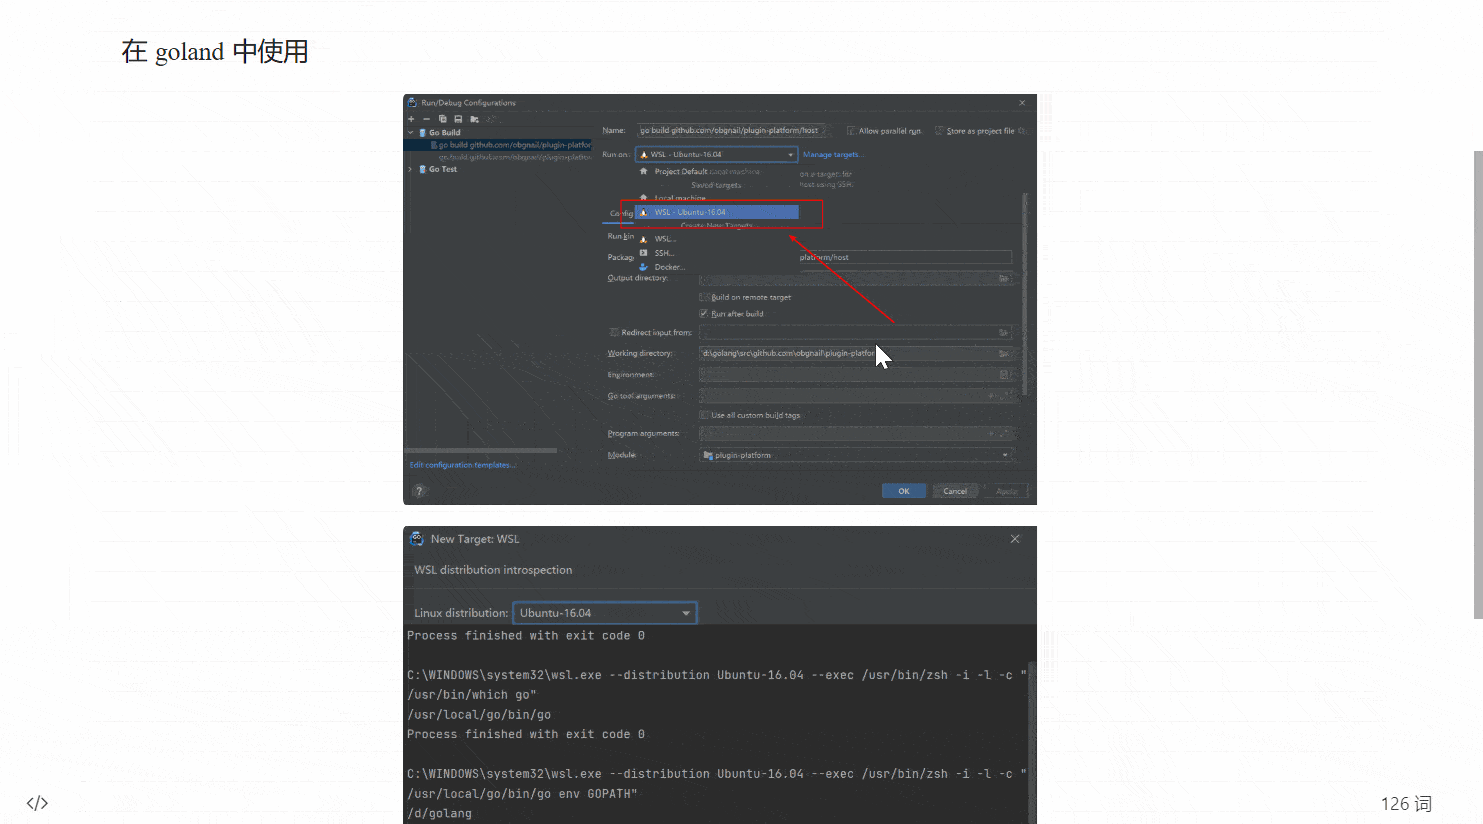 在 goland 中使用
Run/Debug Configurations
Go Build
go build github.com/obgnail/plugin-platfor
go build github.com/obgnail/plugin-platfor
Go Test
Edit configuration templates...
Name: go build github.com/obgnail/plugin-platform/host
Allow parallel run
Store as project file
Run on: WSL - Ubuntu-16.04
Manage targets...
Project Default Local machine
Saved targets
host using SSH.
Local machine
WSL - Ubuntu-16.04
Config
Create New Targets
Run kin
WSL...
SSH...
Packag
platform/host
Docker...
Output directory:
Build on remote target
Run after build
Redirect input from:
Working directory: d:\golang\src\github.com\obgnail\plugin-platfor
Environment:
Go tool arguments:
Use all custom build tags
Program arguments:
Module: plugin-platform
?
OK
Cancel
Apply
New Target: WSL
WSL distribution introspection
Linux distribution: Ubuntu-16.04
Process finished with exit code 0
C:\WINDOWS\system32\wsl.exe --distribution Ubuntu-16.04 --exec /usr/bin/zsh -i -l -c "
/usr/bin/which go"
/usr/local/go/bin/go
Process finished with exit code 0
C:\WINDOWS\system32\wsl.exe --distribution Ubuntu-16.04 --exec /usr/bin/zsh -i -l -c "
/usr/local/go/bin/go env GOPATH"
/d/golang
</>
126 词